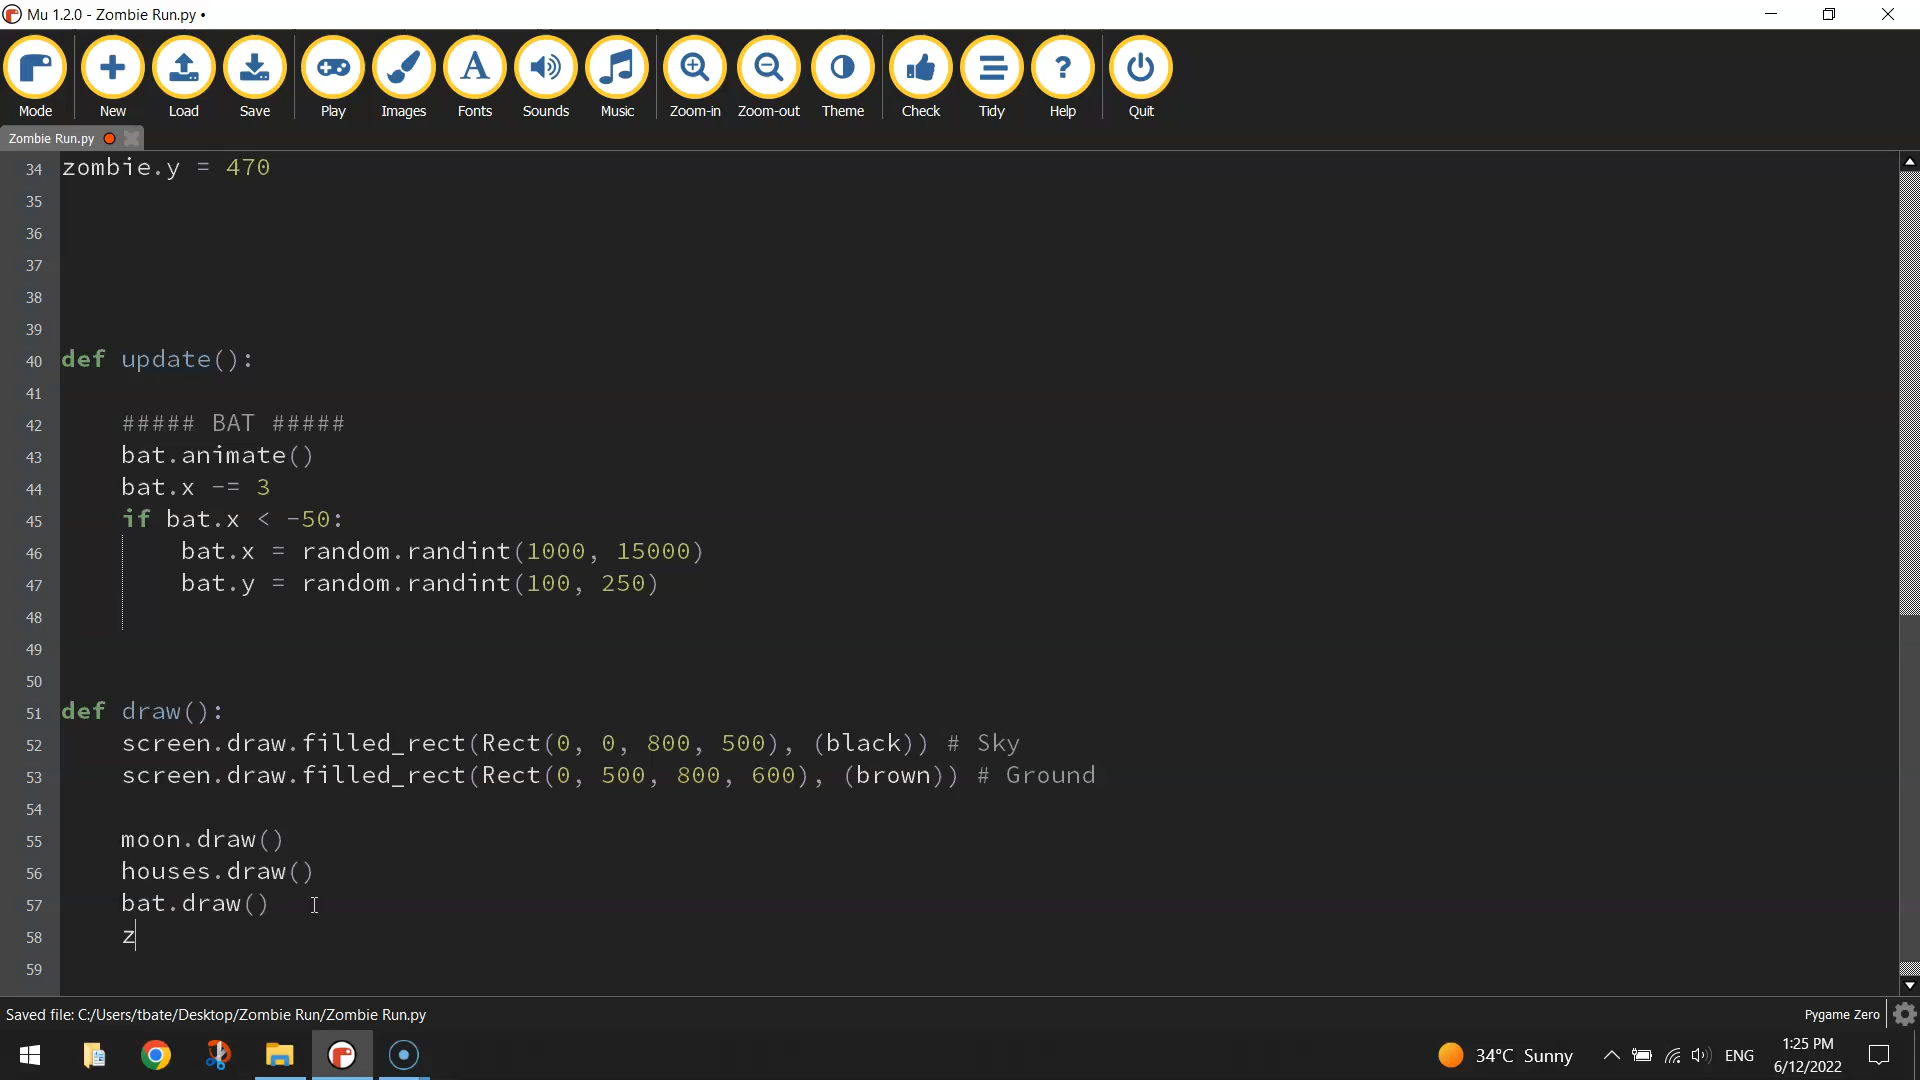 Mu 1.2.0 - Zombie Run.py •
Mode New Load Save Play Images Fonts Sounds Music Zoom-in Zoom-out Theme Check Tidy Help Quit
Zombie Run.py
34 zombie.y = 470
35
36
37
38
39
40 def update():
41
42 ##### BAT #####
43 bat.animate()
44 bat.x -= 3
45 if bat.x < -50:
46 bat.x = random.randint(1000, 15000)
47 bat.y = random.randint(100, 250)
48
49
50
51 def draw():
52 screen.draw.filled_rect(Rect(0, 0, 800, 500), (black)) # Sky
53 screen.draw.filled_rect(Rect(0, 500, 800, 600), (brown)) # Ground
54
55 moon.draw()
56 houses.draw()
57 bat.draw()
58 z
59
Saved file: C:/Users/tbate/Desktop/Zombie Run/Zombie Run.py
Pygame Zero
34°C Sunny
ENG
1:25 PM
6/12/2022